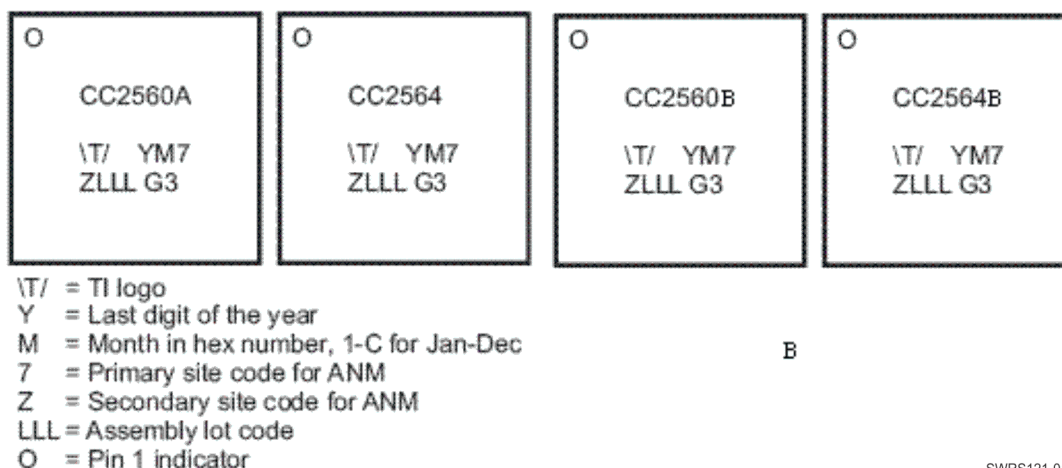 O O O O
CC2560A CC2564 CC2560B CC2564B
\T/ YM7 \T/ YM7 \T/ YM7 \T/ YM7
ZLLL G3 ZLLL G3 ZLLL G3 ZLLL G3
\T/ = TI logo
Y = Last digit of the year
M = Month in hex number, 1-C for Jan-Dec
B
7 = Primary site code for ANM
Z = Secondary site code for ANM
LLL = Assembly lot code
O = Pin 1 indicator